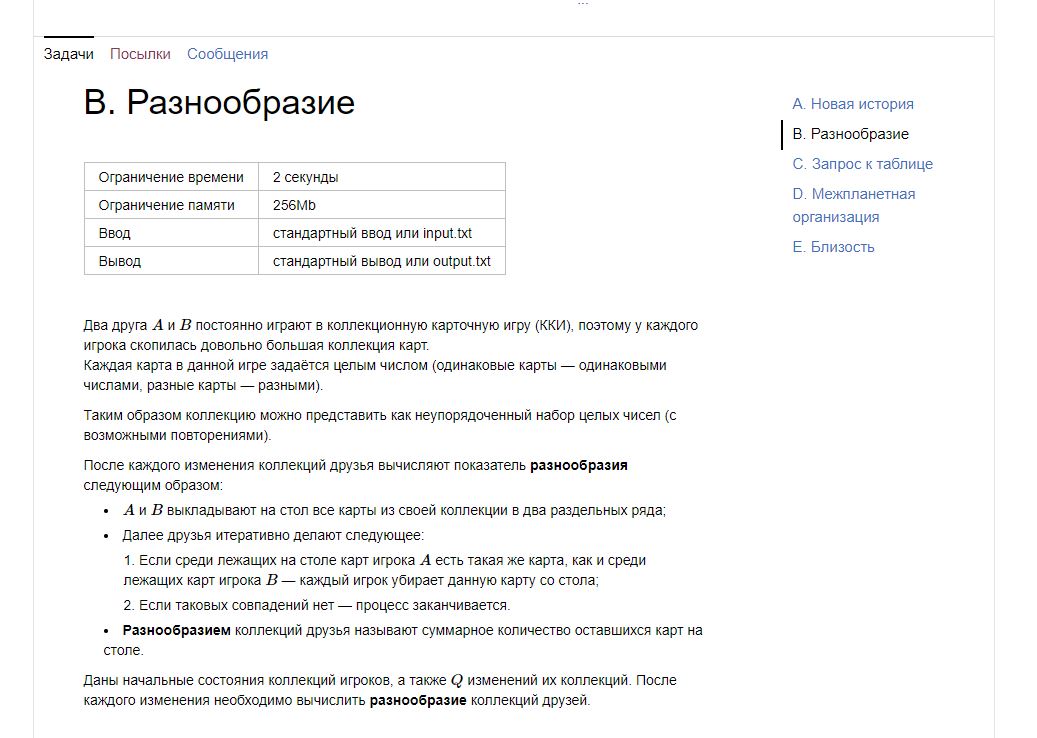 ...
Задачи Посылки Сообщения
B. Разнообразие
A. Новая история
B. Разнообразие
C. Запрос к таблице
D. Межпланетная
организация
E. Близость
Ограничение времени 2 секунды
Ограничение памяти 256Mb
Ввод стандартный ввод или input.txt
Вывод стандартный вывод или output.txt
Два друга A и B постоянно играют в коллекционную карточную игру (ККИ), поэтому у каждого
игрока скопилась довольно большая коллекция карт.
Каждая карта в данной игре задаётся целым числом (одинаковые карты — одинаковыми
числами, разные карты — разными).
Таким образом коллекцию можно представить как неупорядоченный набор целых чисел (с
возможными повторениями).
После каждого изменения коллекций друзья вычисляют показатель разнообразия
следующим образом:
• A и B выкладывают на стол все карты из своей коллекции в два раздельных ряда;
• Далее друзья итеративно делают следующее:
1. Если среди лежащих на столе карт игрока A есть такая же карта, как и среди
лежащих карт игрока B — каждый игрок убирает данную карту со стола;
2. Если таковых совпадений нет — процесс заканчивается.
• Разнообразием коллекций друзья называют суммарное количество оставшихся карт на
столе.
Даны начальные состояния коллекций игроков, а также Q изменений их коллекций. После
каждого изменения необходимо вычислить разнообразие коллекций друзей.